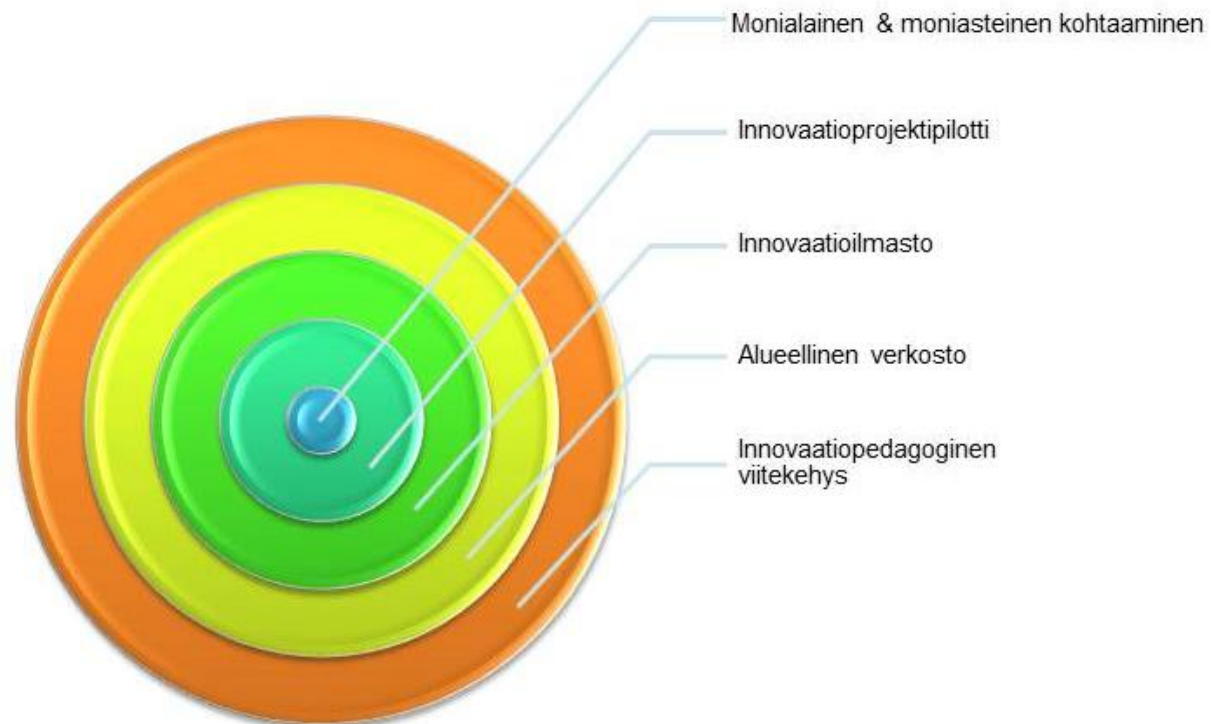 Monialainen & moniasteinen kohtaaminen
Innovaatioprojektipilotti
Innovaatioilmasto
Alueellinen verkosto
Innovaatiopedagoginen
viitekehys